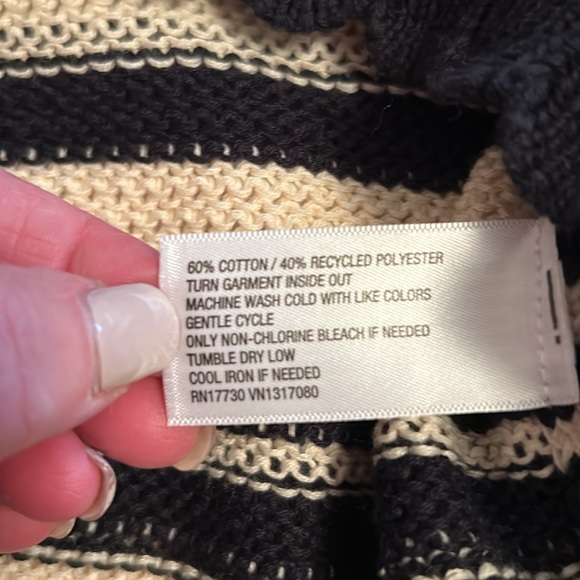 60% COTTON / 40% RECYCLED POLYESTER
TURN GARMENT INSIDE OUT
MACHINE WASH COLD WITH LIKE COLORS
GENTLE CYCLE
ONLY NON-CHLORINE BLEACH IF NEEDED
TUMBLE DRY LOW
COOL IRON IF NEEDED
RN17730 VN1317080